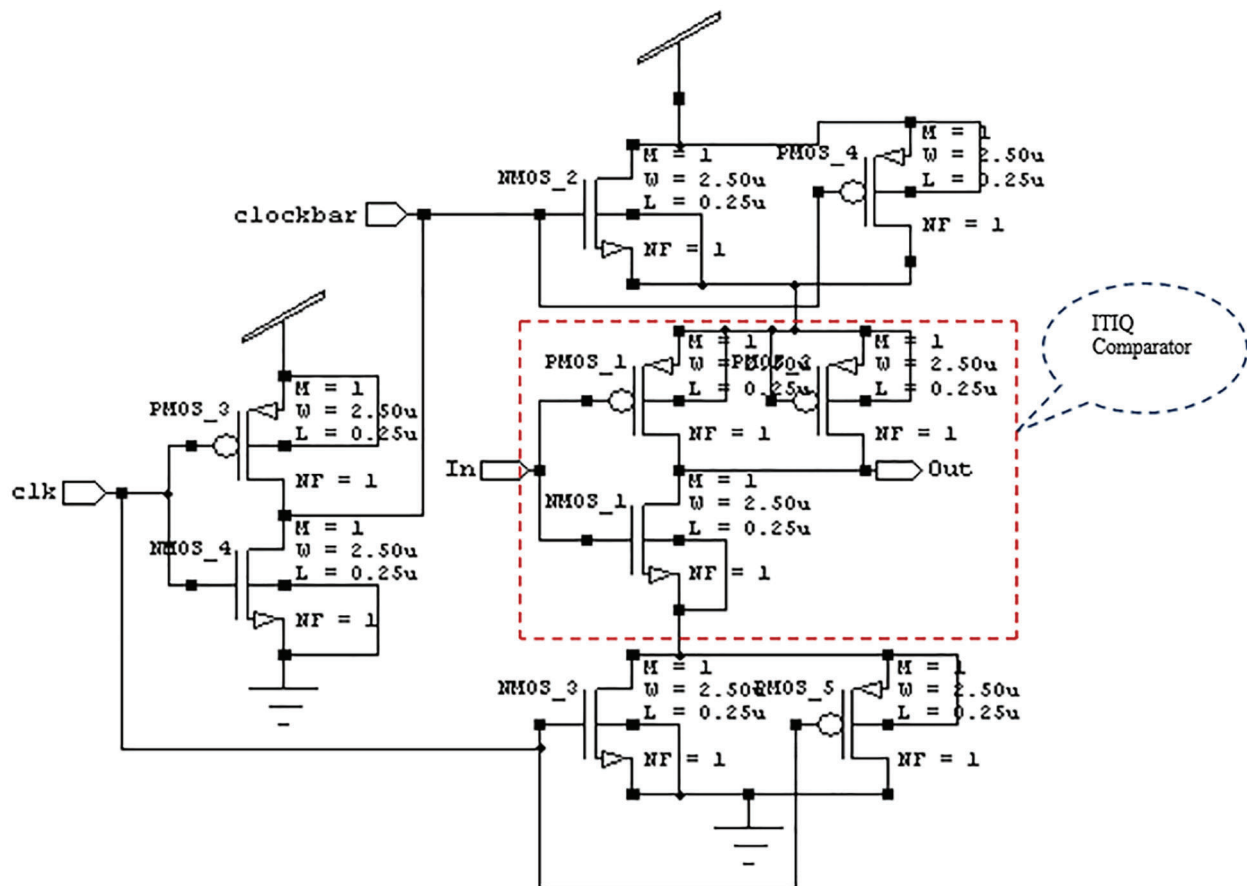 M = 1
PMOS_4
M = 1
NMOS_2
W = 2.50u
W = 2.50u
L = 0.25u
L = 0.25u
clockbar
NF = 1
NF = 1
ITIQ
Comparator
M = 1
M = 1
PMOS_1
W = 2.50u
PMOS_2
W = 2.50u
L = 0.25u
L = 0.25u
NF = 1
NF = 1
M = 1
PMOS_3
W = 2.50u
L = 0.25u
NF = 1
In
Out
clk
M = 1
NMOS_1
W = 2.50u
L = 0.25u
NF = 1
M = 1
NMOS_4
W = 2.50u
L = 0.25u
NF = 1
M = 1
NMOS_3
W = 2.50u
L = 0.25u
NF = 1
M = 1
PMOS_5
W = 2.50u
L = 0.25u
NF = 1